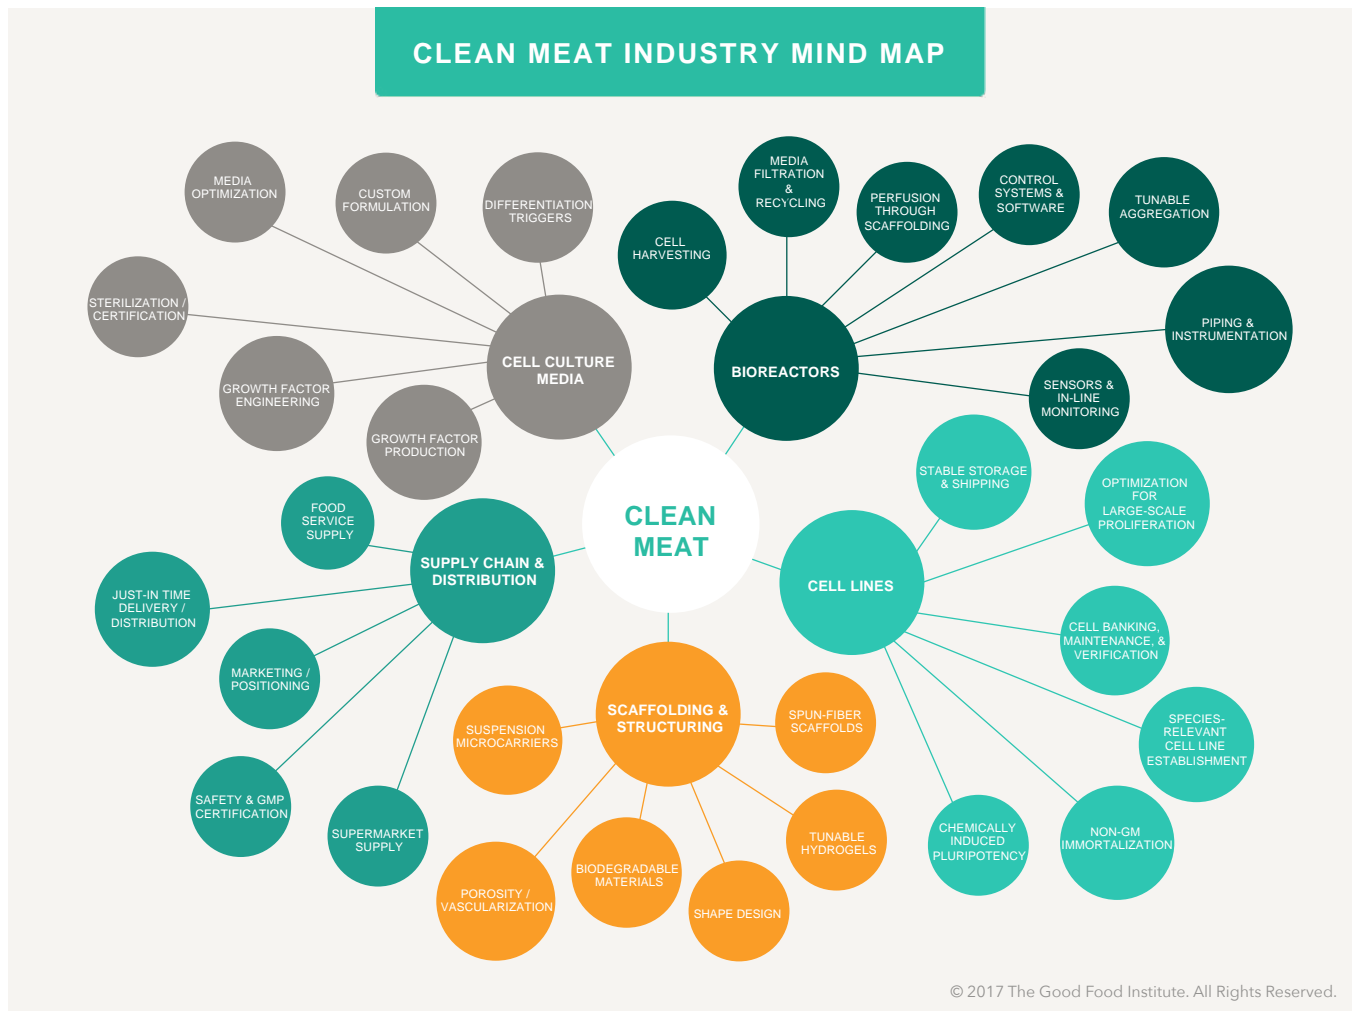 CLEAN MEAT INDUSTRY MIND MAP
MEDIA
OPTIMIZATION
CUSTOM
FORMULATION
DIFFERENTIATION
TRIGGERS
STERILIZATION /
CERTIFICATION
GROWTH FACTOR
ENGINEERING
GROWTH FACTOR
PRODUCTION
CELL CULTURE
MEDIA
CELL
HARVESTING
MEDIA
FILTRATION
&
RECYCLING
PERFUSION
THROUGH
SCAFFOLDING
CONTROL
SYSTEMS &
SOFTWARE
TUNABLE
AGGREGATION
PIPING &
INSTRUMENTATION
SENSORS &
IN-LINE
MONITORING
BIOREACTORS
CLEAN
MEAT
FOOD
SERVICE
SUPPLY
JUST-IN TIME
DELIVERY /
DISTRIBUTION
MARKETING /
POSITIONING
SAFETY & GMP
CERTIFICATION
SUPERMARKET
SUPPLY
SUPPLY CHAIN &
DISTRIBUTION
STABLE STORAGE
& SHIPPING
OPTIMIZATION
FOR
LARGE-SCALE
PROLIFERATION
CELL LINES
CELL BANKING,
MAINTENANCE, &
VERIFICATION
SPECIES-
RELEVANT
CELL LINE
ESTABLISHMENT
NON-GM
IMMORTALIZATION
CHEMICALLY
INDUCED
PLURIPOTENCY
SCAFFOLDING &
STRUCTURING
SUSPENSION
MICROCARRIERS
SPUN-FIBER
SCAFFOLDS
POROSITY /
VASCULARIZATION
BIODEGRADABLE
MATERIALS
SHAPE DESIGN
TUNABLE
HYDROGELS
© 2017 The Good Food Institute. All Rights Reserved.